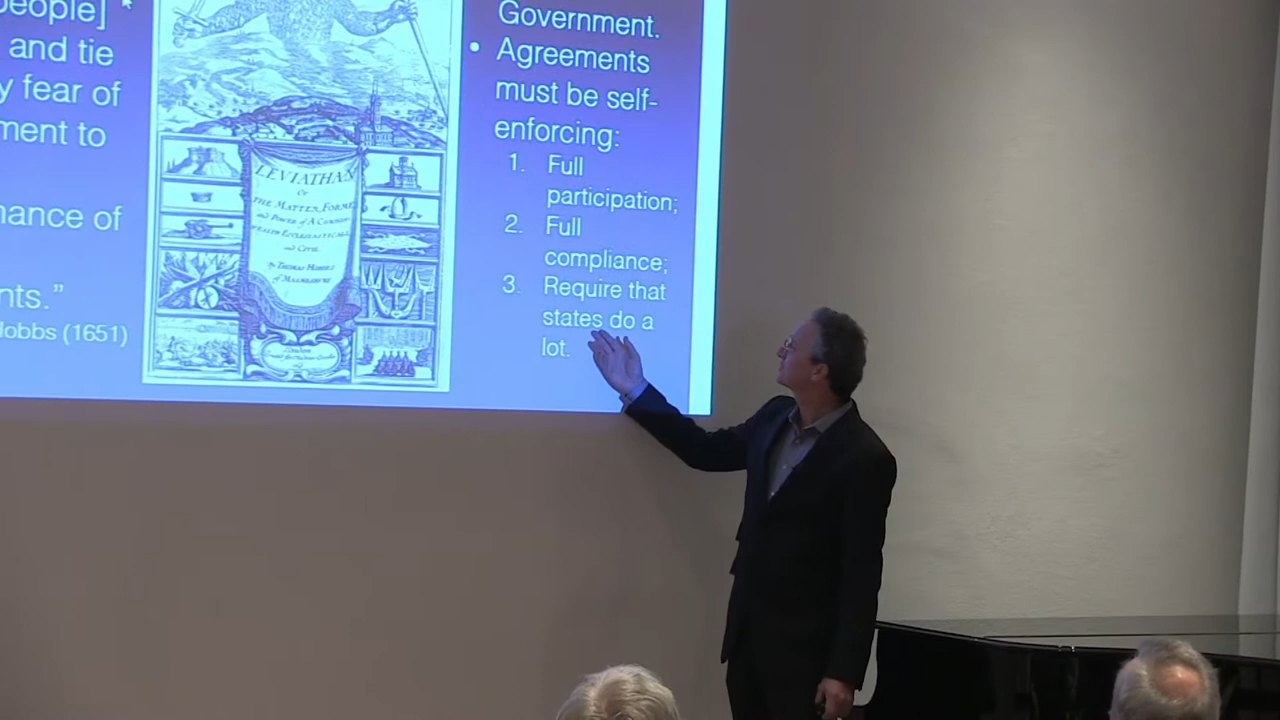 people]
and tie
y fear of
ment to
nance of
nts."
Hobbs (1651)
LEVIATHAN
Or
THE MATTER, FORME
and Power of A COMMON
WEALTH ECCLESIASTICALL
and CIVIL
By THOMAS HOBBES
of MALMESBURY
London
Government.
• Agreements
must be self-
enforcing:
1. Full
participation;
2. Full
compliance;
3. Require that
states do a
lot.